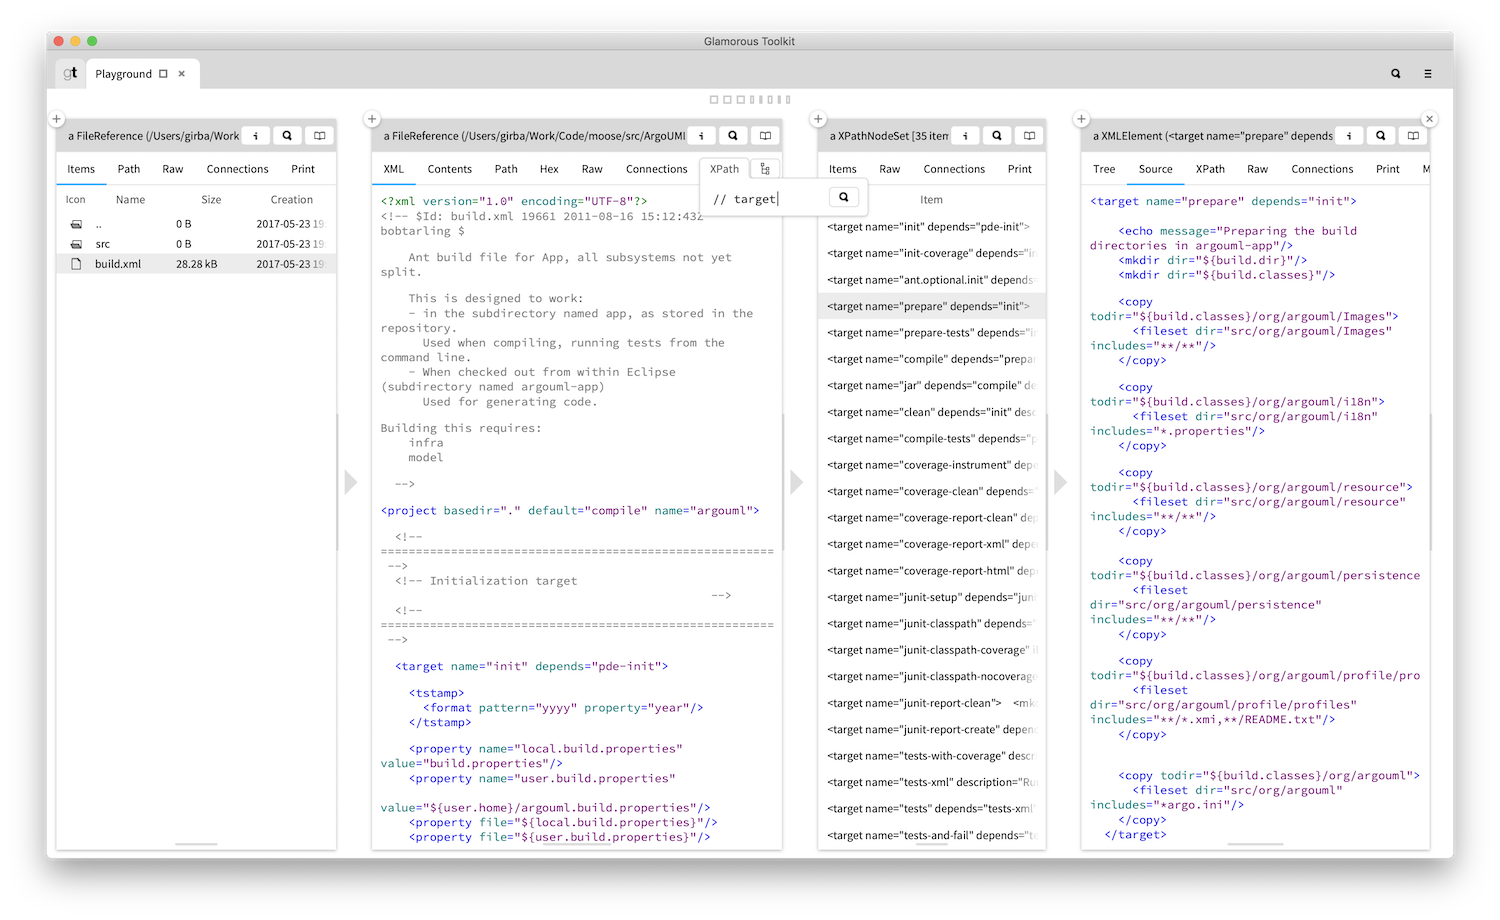 Glamorous Toolkit
gt
Playground
a FileReference (/Users/girba/Work
Items Path Raw Connections Print
Icon Name Size Creation
.. 0 B 2017-05-23 19:
src 0 B 2017-05-23 19:
build.xml 28.28 kB 2017-05-23 19:
a FileReference (/Users/girba/Work/Code/moose/src/ArgoUMl
XML Contents Path Hex Raw Connections XPath
// target
<?xml version="1.0" encoding="UTF-8"?>
<!-- $Id: build.xml 19661 2011-08-16 15:12:43Z
bobtarling $
Ant build file for App, all subsystems not yet
split.
This is designed to work:
- in the subdirectory named app, as stored in the
repository.
Used when compiling, running tests from the
command line.
- When checked out from within Eclipse
(subdirectory named argouml-app)
Used for generating code.
Building this requires:
infra
model
-->
<project basedir="." default="compile" name="argouml">
<!--
========================================================
-->
<!-- Initialization target
-->
<!--
========================================================
-->
<target name="init" depends="pde-init">
<tstamp>
<format pattern="yyyy" property="year"/>
</tstamp>
<property name="local.build.properties"
value="build.properties"/>
<property name="user.build.properties"
value="${user.home}/argouml.build.properties"/>
<property file="${local.build.properties}"/>
<property file="${user.build.properties}"/>
a XPathNodeSet [35 item
Items Raw Connections Print
Item
<target name="init" depends="pde-init">
<target name="init-coverage" depends="in
<target name="ant.optional.init" depends=
<target name="prepare" depends="init">
<target name="prepare-tests" depends="in
<target name="compile" depends="prepar
<target name="jar" depends="compile" de
<target name="clean" depends="init" desc
<target name="compile-tests" depends="p
<target name="coverage-instrument" depe
<target name="coverage-clean" depends="
<target name="coverage-report-clean" dep
<target name="coverage-report-xml" depe
<target name="coverage-report-html" dep
<target name="junit-setup" depends="jun
<target name="junit-classpath" depends="
<target name="junit-classpath-coverage" i
<target name="junit-classpath-nocoverage
<target name="junit-report-clean"> <mk
<target name="junit-report-create" depend
<target name="tests-with-coverage" descr
<target name="tests-xml" description="Ru
<target name="tests" depends="tests-xml"
<target name="tests-and-fail" depends="te
a XMLElement (<target name="prepare" depends
Tree Source XPath Raw Connections Print M
<target name="prepare" depends="init">
<echo message="Preparing the build
directories in argouml-app"/>
<mkdir dir="${build.dir}"/>
<mkdir dir="${build.classes}"/>
<copy
todir="${build.classes}/org/argouml/Images">
<fileset dir="src/org/argouml/Images"
includes="**/**"/>
</copy>
<copy
todir="${build.classes}/org/argouml/i18n">
<fileset dir="src/org/argouml/i18n"
includes="*.properties"/>
</copy>
<copy
todir="${build.classes}/org/argouml/resource">
<fileset dir="src/org/argouml/resource"
includes="**/**"/>
</copy>
<copy
todir="${build.classes}/org/argouml/persistence
<fileset
dir="src/org/argouml/persistence"
includes="**/**"/>
</copy>
<copy
todir="${build.classes}/org/argouml/profile/pro
<fileset
dir="src/org/argouml/profile/profiles"
includes="**/*.xmi,**/README.txt"/>
</copy>
<copy todir="${build.classes}/org/argouml">
<fileset dir="src/org/argouml"
includes="*argo.ini"/>
</copy>
</target>